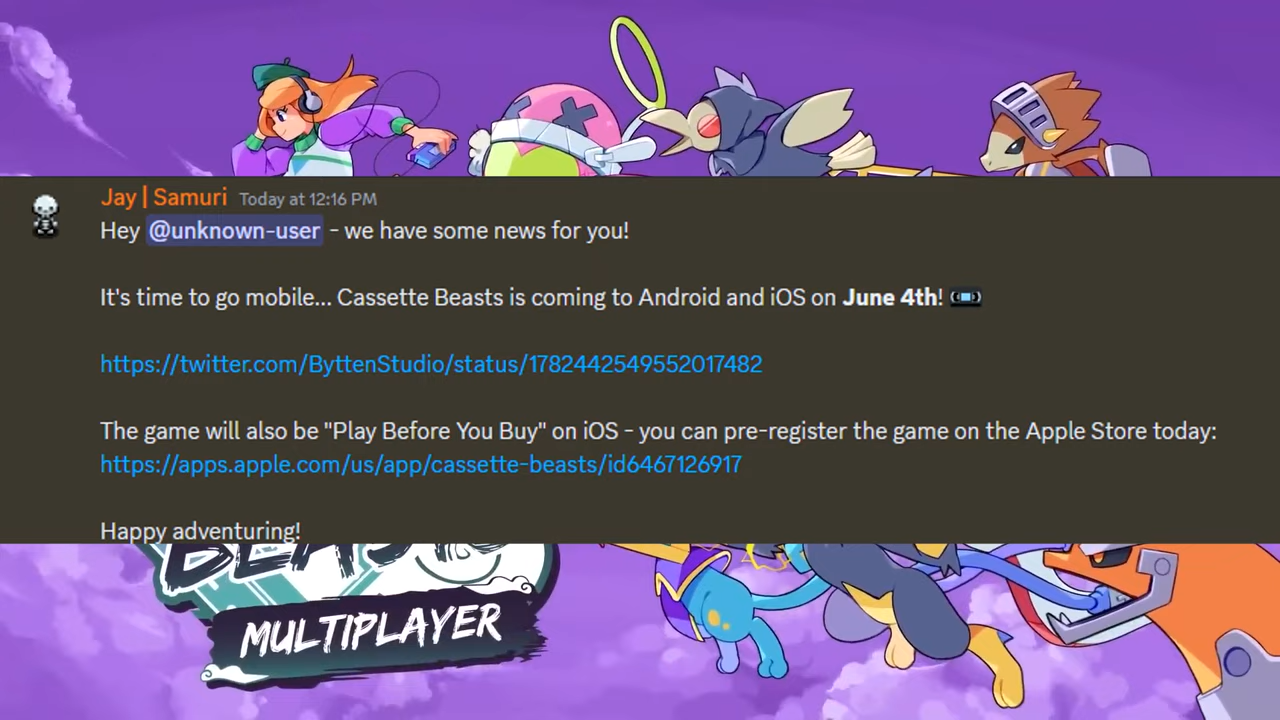 Jay | Samuri Today at 12:16 PM
Hey @unknown-user - we have some news for you!
It's time to go mobile... Cassette Beasts is coming to Android and iOS on June 4th!
https://twitter.com/ByttenStudio/status/1782442549552017482
The game will also be "Play Before You Buy" on iOS - you can pre-register the game on the Apple Store today:
https://apps.apple.com/us/app/cassette-beasts/id6467126917
Happy adventuring!
MULTIPLAYER